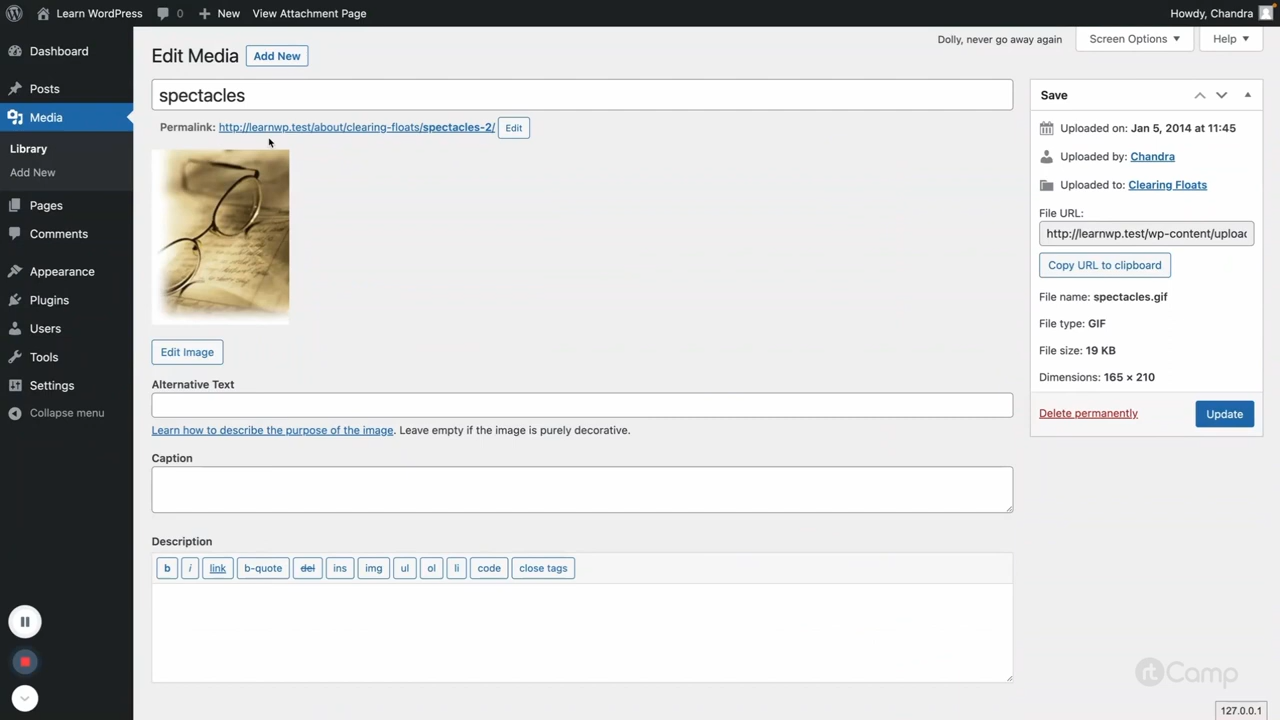 Learn WordPress 0 New View Attachment Page Howdy, Chandra
Dashboard
Posts
Media
Library
Add New
Pages
Comments
Appearance
Plugins
Users
Tools
Settings
Collapse menu
Dolly, never go away again Screen Options Help
Edit Media Add New
spectacles
Permalink: http://learnwp.test/about/clearing-floats/spectacles-2/ Edit
Edit Image
Alternative Text
Learn how to describe the purpose of the image. Leave empty if the image is purely decorative.
Caption
Description
b i link b-quote del ins img ul ol li code close tags
Save
Uploaded on: Jan 5, 2014 at 11:45
Uploaded by: Chandra
Uploaded to: Clearing Floats
File URL:
http://learnwp.test/wp-content/uploac
Copy URL to clipboard
File name: spectacles.gif
File type: GIF
File size: 19 KB
Dimensions: 165 × 210
Delete permanently Update
rtCamp
127.0.0.1